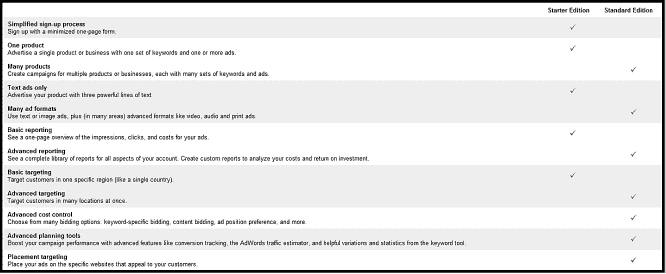 Starter Edition Standard Edition
Simplified sign-up process
Sign up with a minimized one-page form.
✓
One product
Advertise a single product or business with one set of keywords and one or more ads.
✓
Many products
Create campaigns for multiple products or businesses, each with many sets of keywords and ads.
✓
Text ads only
Advertise your product with three powerful lines of text
✓
Many ad formats
Use text or image ads, plus (in many areas) advanced formats like video, audio and print ads.
✓
Basic reporting
See a one-page overview of the impressions, clicks, and costs for your ads.
✓
Advanced reporting
See a complete library of reports for all aspects of your account. Create custom reports to analyze your costs and return on investment.
✓
Basic targeting
Target customers in one specific region (like a single country).
✓
Advanced targeting
Target customers in many locations at once.
✓
Advanced cost control
Choose from many bidding options: keyword-specific bidding, content bidding, ad position preference, and more.
✓
Advanced planning tools
Boost your campaign performance with advanced features like conversion tracking, the AdWords traffic estimator, and helpful variations and statistics from the keyword tool.
✓
Placement targeting
Place your ads on the specific websites that appeal to your customers.
✓